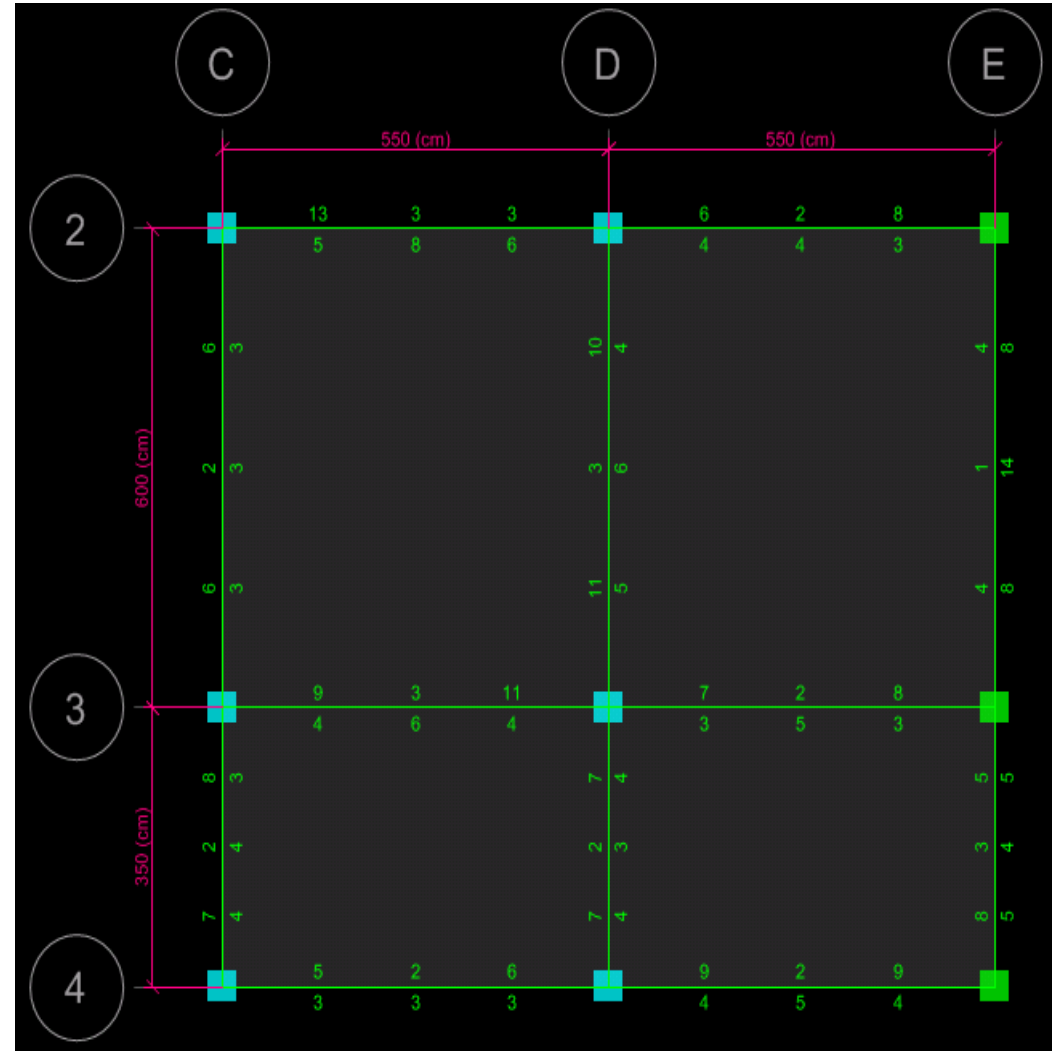 C D E
550 (cm) 550 (cm)
2
13 3 3 6 2 8
5 8 6 4 4 3
6 3 10 4 4 8
600 (cm)
2 3 3 6 1 14
6 3 11 5 4 8
3
9 3 11 7 2 8
4 6 4 3 5 3
8 3 7 4 5 5
350 (cm)
2 4 2 3 3 4
7 4 7 4 8 5
4
5 2 6 9 2 9
3 3 3 4 5 4